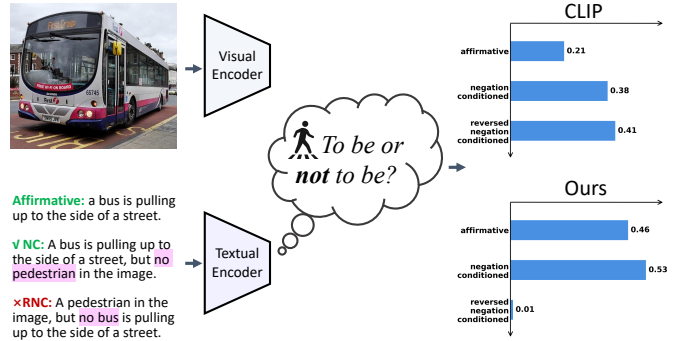 CLIP
affirmative
0.21
negation
conditioned
0.38
reversed
negation
conditioned
0.41
65745
First
Visual
Encoder
To be or
not to be?
Affirmative: a bus is pulling
up to the side of a street.
√ NC: A bus is pulling up to
the side of a street, but no
pedestrian in the image.
×RNC: A pedestrian in the
image, but no bus is pulling
up to the side of a street.
Textual
Encoder
Ours
affirmative
0.46
negation
conditioned
0.53
reversed
negation
conditioned
0.01